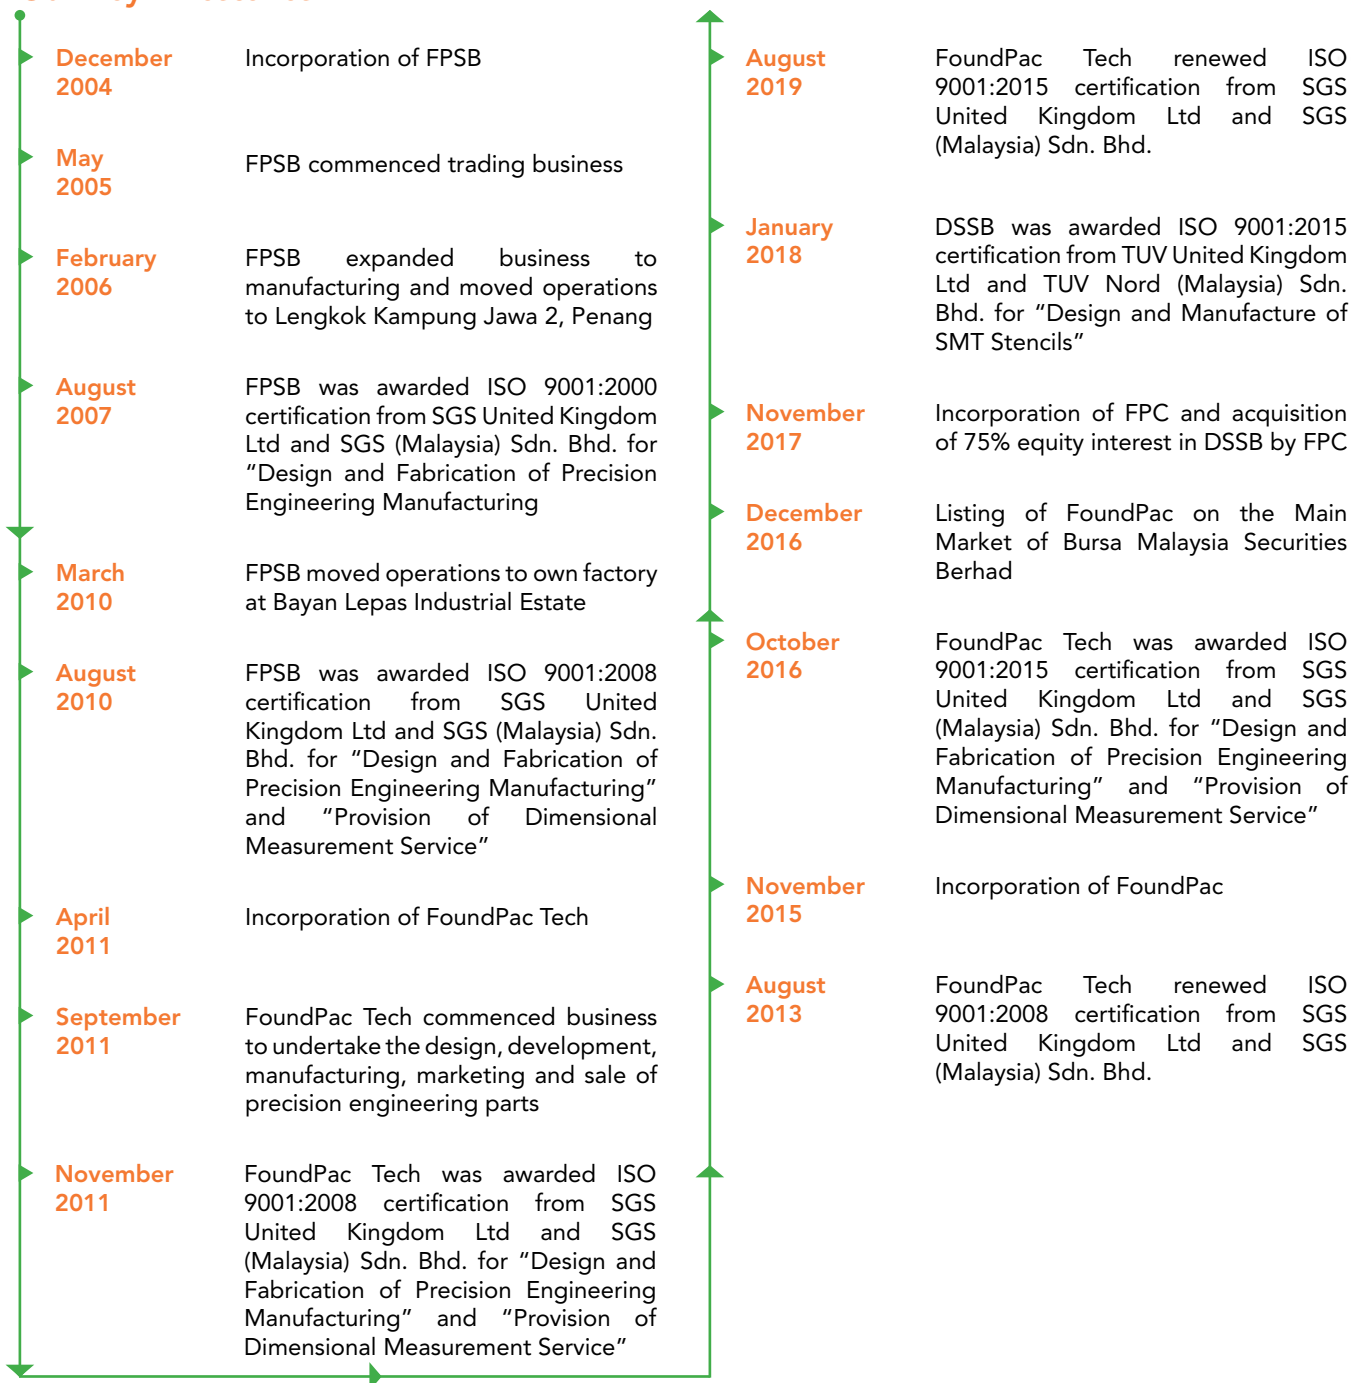 December
2004
Incorporation of FPSB
May
2005
FPSB commenced trading business
February
2006
FPSB expanded business to
manufacturing and moved operations
to Lengkok Kampung Jawa 2, Penang
August
2007
FPSB was awarded ISO 9001:2000
certification from SGS United Kingdom
Ltd and SGS (Malaysia) Sdn. Bhd. for
“Design and Fabrication of Precision
Engineering Manufacturing
March
2010
FPSB moved operations to own factory
at Bayan Lepas Industrial Estate
August
2010
FPSB was awarded ISO 9001:2008
certification from SGS United
Kingdom Ltd and SGS (Malaysia) Sdn.
Bhd. for “Design and Fabrication of
Precision Engineering Manufacturing”
and “Provision of Dimensional
Measurement Service”
April
2011
Incorporation of FoundPac Tech
September
2011
FoundPac Tech commenced business
to undertake the design, development,
manufacturing, marketing and sale of
precision engineering parts
November
2011
FoundPac Tech was awarded ISO
9001:2008 certification from SGS
United Kingdom Ltd and SGS
(Malaysia) Sdn. Bhd. for “Design and
Fabrication of Precision Engineering
Manufacturing” and “Provision of
Dimensional Measurement Service”
August
2019
FoundPac Tech renewed ISO
9001:2015 certification from SGS
United Kingdom Ltd and SGS
(Malaysia) Sdn. Bhd.
January
2018
DSSB was awarded ISO 9001:2015
certification from TUV United Kingdom
Ltd and TUV Nord (Malaysia) Sdn.
Bhd. for “Design and Manufacture of
SMT Stencils”
November
2017
Incorporation of FPC and acquisition
of 75% equity interest in DSSB by FPC
December
2016
Listing of FoundPac on the Main
Market of Bursa Malaysia Securities
Berhad
October
2016
FoundPac Tech was awarded ISO
9001:2015 certification from SGS
United Kingdom Ltd and SGS
(Malaysia) Sdn. Bhd. for “Design and
Fabrication of Precision Engineering
Manufacturing” and “Provision of
Dimensional Measurement Service”
November
2015
Incorporation of FoundPac
August
2013
FoundPac Tech renewed ISO
9001:2008 certification from SGS
United Kingdom Ltd and SGS
(Malaysia) Sdn. Bhd.